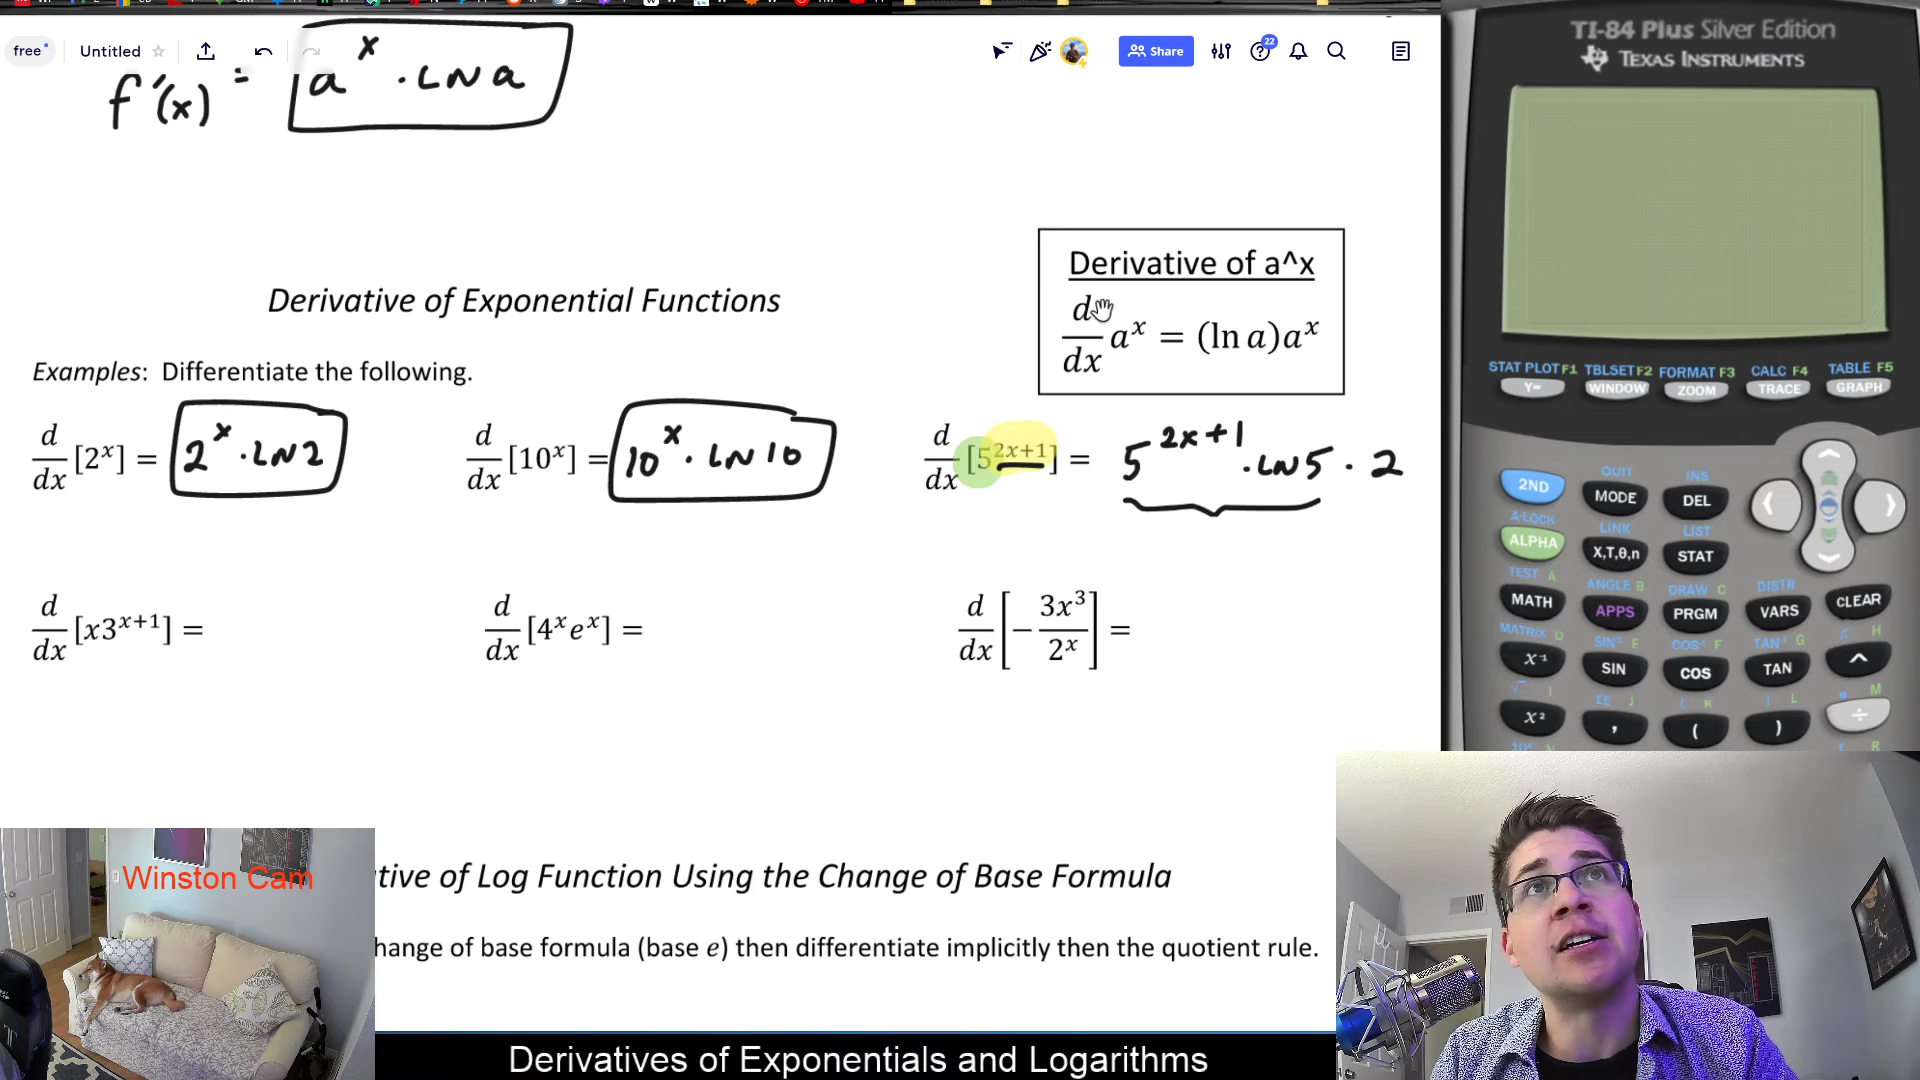 free
Untitled
Share
22
f'(x) = a^x · LN a
TI-84 Plus Silver Edition
TEXAS INSTRUMENTS
Derivative of a^x
d/dx a^x = (ln a)a^x
Derivative of Exponential Functions
Examples: Differentiate the following.
d/dx [2^x] = 2^x · LN 2
d/dx [10^x] = 10^x · LN 10
d/dx [5^{2x+1}] = 5^{2x+1} · LN 5 · 2
d/dx [x3^{x+1}] =
d/dx [4^x e^x] =
d/dx [-3x^3/2^x] =
tive of Log Function Using the Change of Base Formula
hange of base formula (base e) then differentiate implicitly then the quotient rule.
Winston Cam
Derivatives of Exponentials and Logarithms
STAT PLOT F1 TBLSET F2 FORMAT F3 CALC F4 TABLE F5
Y= WINDOW ZOOM TRACE GRAPH
QUIT INS
2ND MODE DEL
A-LOCK LINK LIST
ALPHA X,T,θ,n STAT
TEST A ANGLE B DRAW C DISTR
MATH APPS PRGM VARS CLEAR
MATRIX D SIN⁻¹ E COS⁻¹ F TAN⁻¹ G H
x⁻¹ SIN COS TAN ^
√ I EE J { K } L M
x² , ( ) ÷